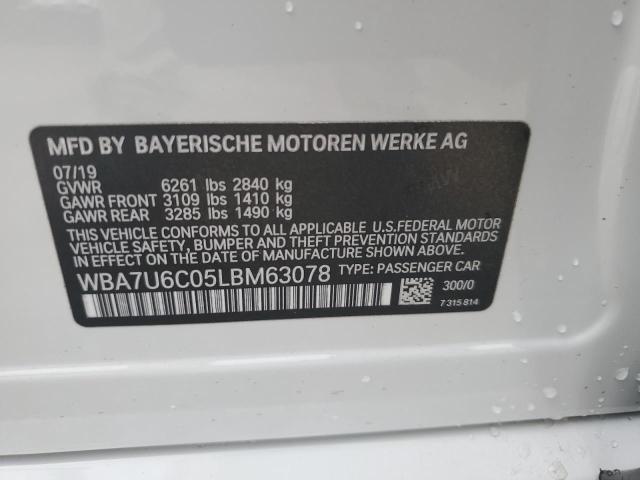 MFD BY BAYERISCHE MOTOREN WERKE AG
07/19
GVWR 6261 lbs 2840 kg
GAWR FRONT 3109 lbs 1410 kg
GAWR REAR 3285 lbs 1490 kg
THIS VEHICLE CONFORMS TO ALL APPLICABLE U.S.FEDERAL MOTOR
VEHICLE SAFETY, BUMPER, AND THEFT PREVENTION STANDARDS
IN EFFECT ON THE DATE OF MANUFACTURE SHOWN ABOVE.
WBA7U6C05LBM63078 TYPE: PASSENGER CAR
300/0
7 315 814